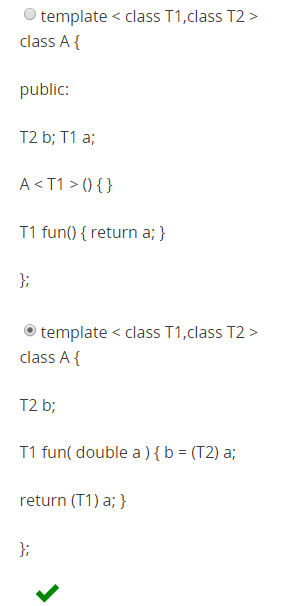 template < class T1,class T2 >
class A {
public:
T2 b; T1 a;
A < T1 > () { }
T1 fun() { return a; }
};
template < class T1,class T2 >
class A {
T2 b;
T1 fun( double a ) { b = (T2) a;
return (T1) a; }
};